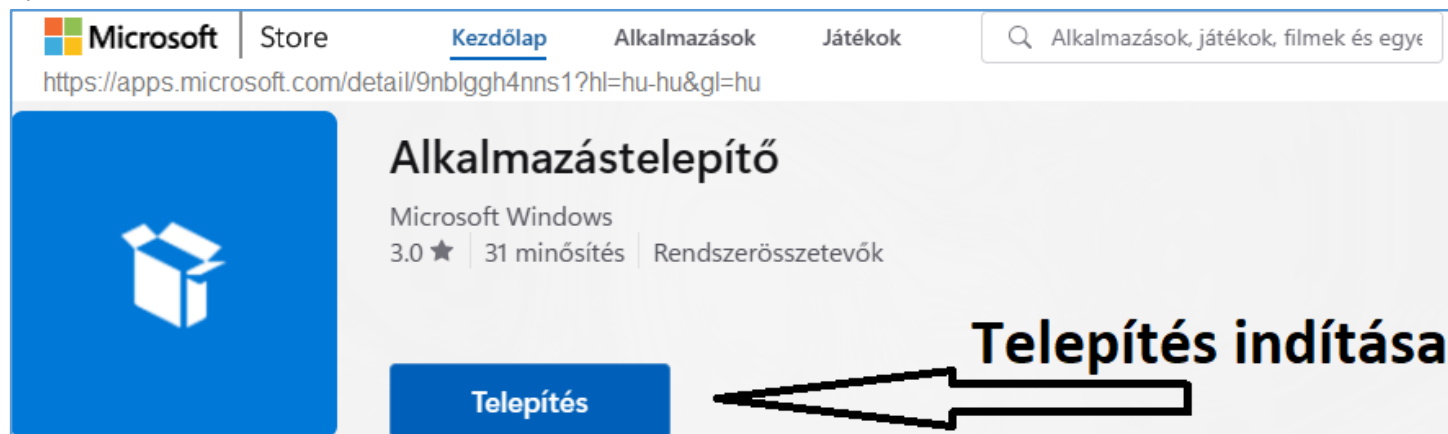 Microsoft | Store Kezdőlap Alkalmazások Játékok Alkalmazások, játékok, filmek és egye
https://apps.microsoft.com/detail/9nblggh4nns1?hl=hu-hu&gl=hu
Alkalmazástelepítő
Microsoft Windows
3.0 ★ 31 minősítés Rendszerösszetevők
Telepítés indítása
Telepítés